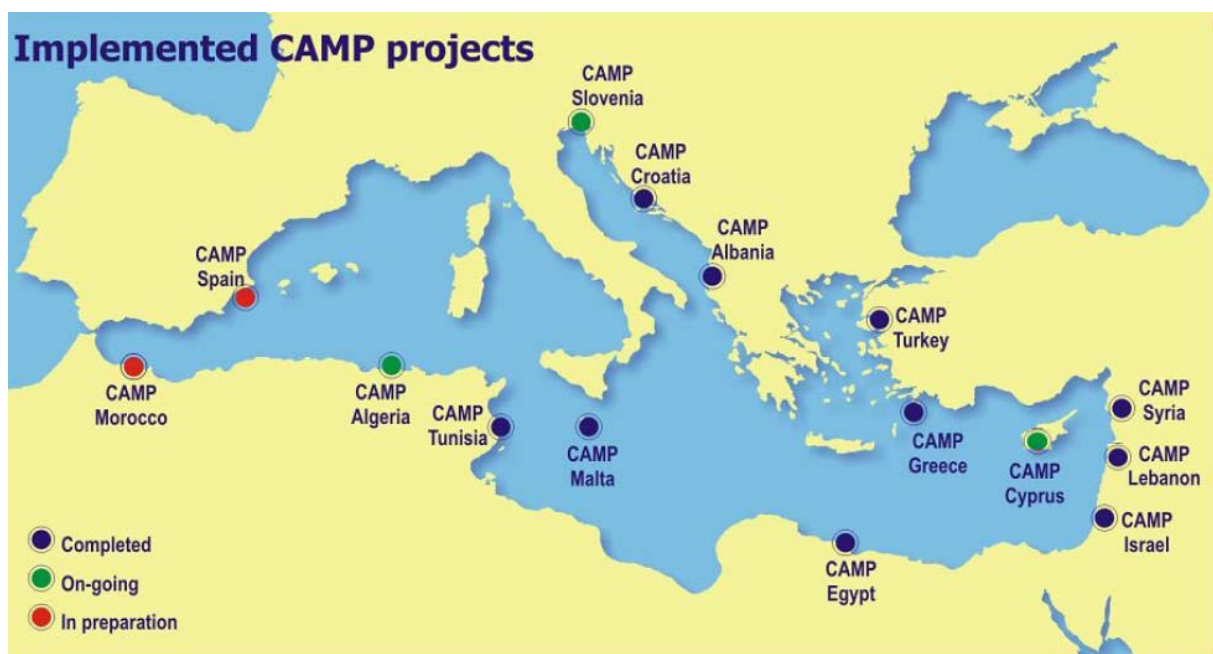 Implemented CAMP projects
CAMP
Slovenia
CAMP
Croatia
CAMP
Albania
CAMP
Spain
CAMP
Turkey
CAMP
Morocco
CAMP
Algeria
CAMP
Tunisia
CAMP
Malta
CAMP
Greece
CAMP
Cyprus
CAMP
Syria
CAMP
Lebanon
CAMP
Israel
CAMP
Egypt
Completed
On-going
In preparation